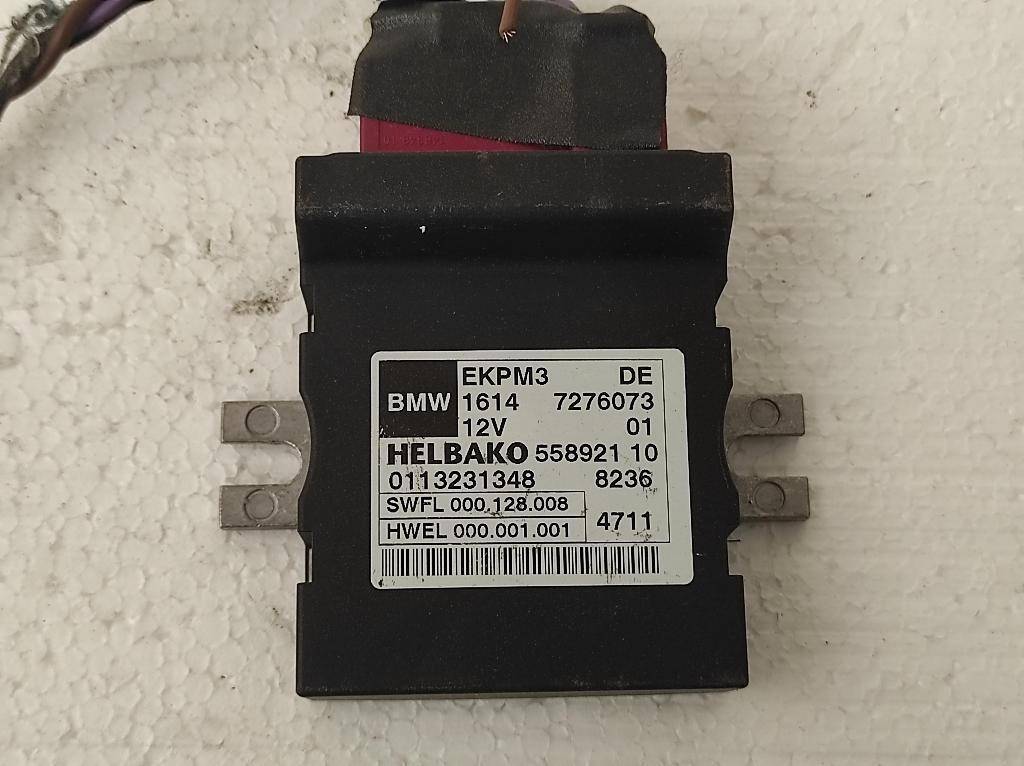 EKPM3 DE
BMW 1614 7276073
12V 01
HELBAKO 558921 10
0113231348 8236
SWFL 000.128.008
HWEL 000.001.001 4711